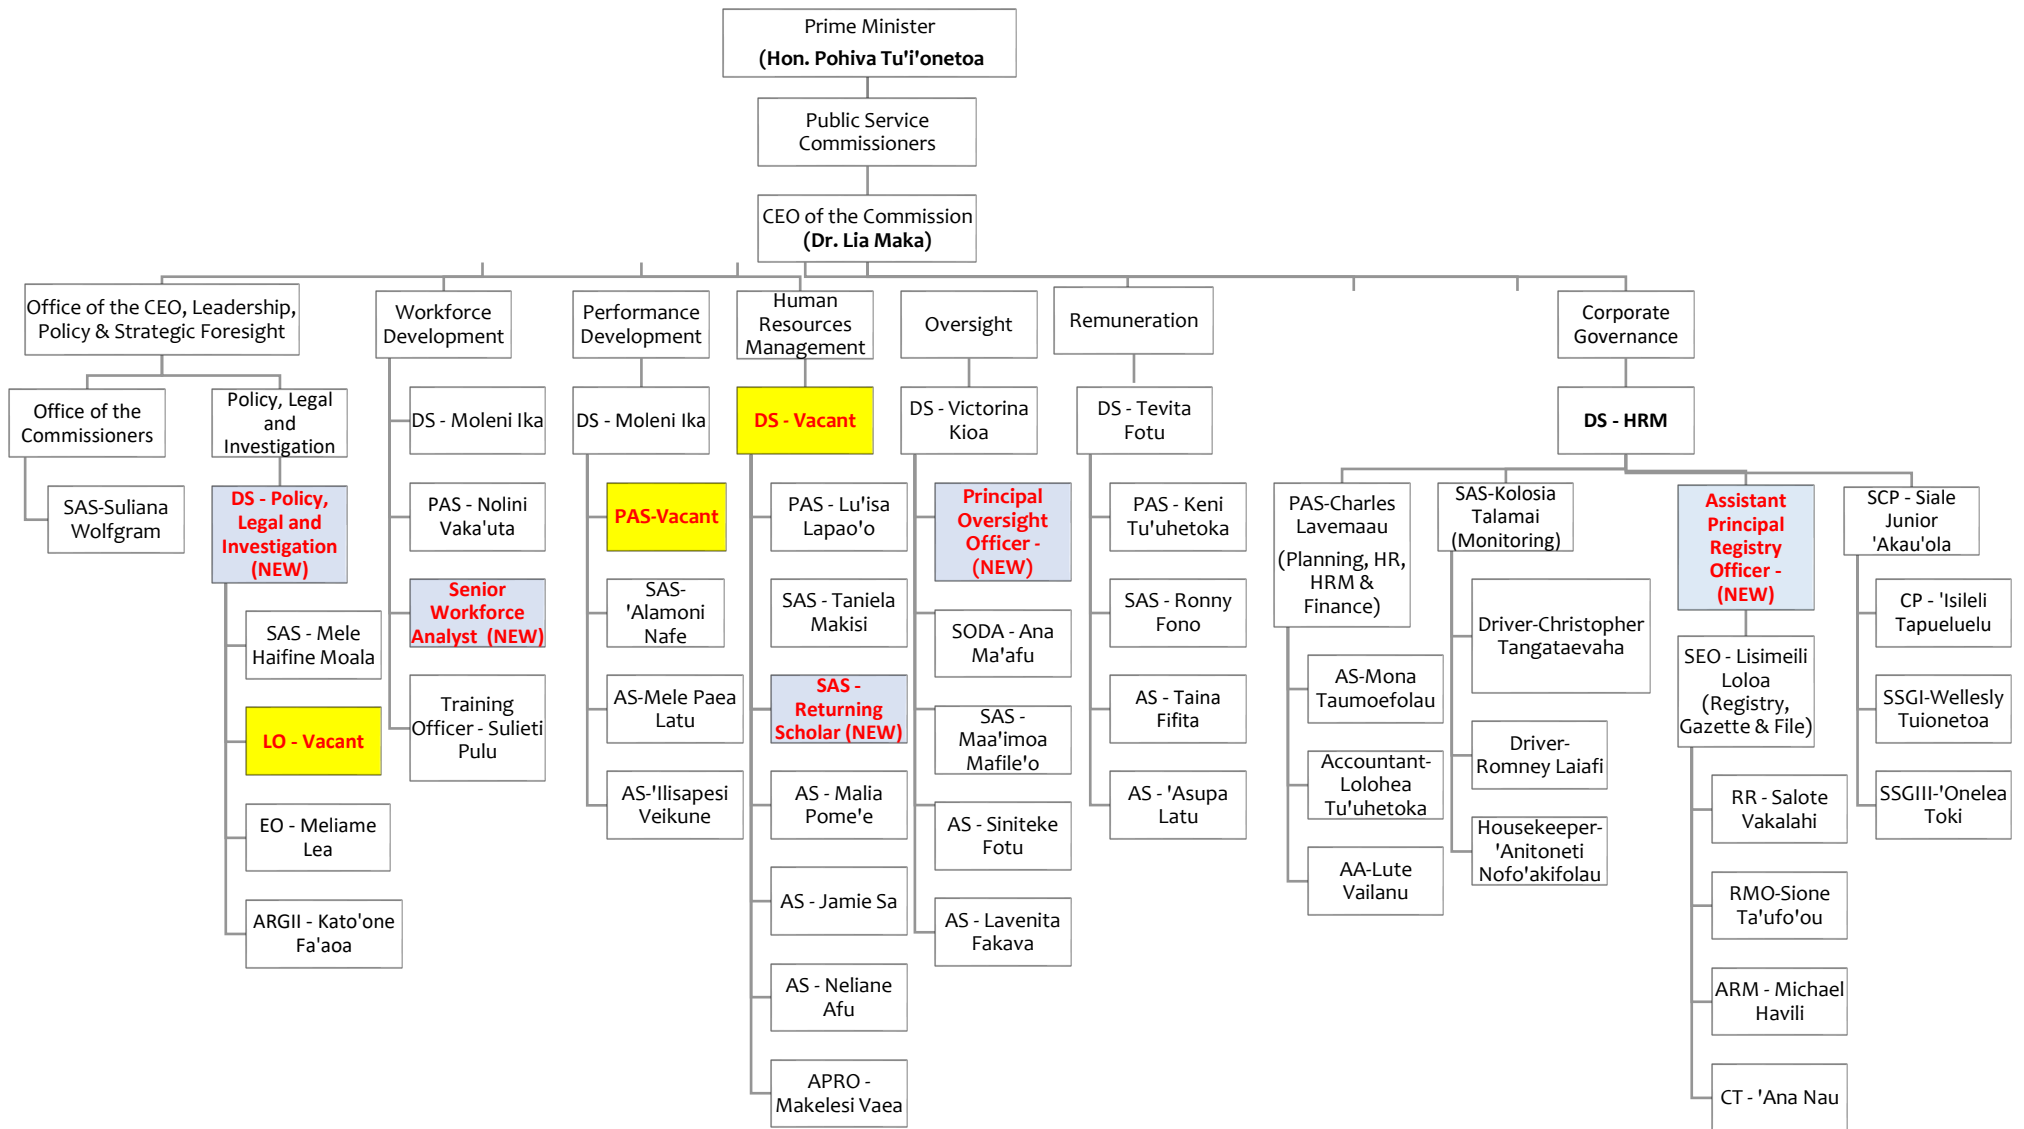 Prime Minister
(Hon. Pohiva Tu'i'onetoa
Public Service
Commissioners
CEO of the Commission
(Dr. Lia Maka)
Office of the CEO, Leadership,
Policy & Strategic Foresight
Workforce
Development
Performance
Development
Human
Resources
Management
Oversight
Remuneration
Corporate
Governance
Office of the
Commissioners
SAS-Suliana
Wolfgram
Policy, Legal
and
Investigation
DS - Policy,
Legal and
Investigation
(NEW)
SAS - Mele
Haifine Moala
LO - Vacant
EO - Meliame
Lea
ARGII - Kato'one
Fa'aoa
DS - Moleni Ika
PAS - Nolini
Vaka'uta
Senior
Workforce
Analyst (NEW)
Training
Officer - Sulieti
Pulu
DS - Moleni Ika
PAS-Vacant
SAS-
'Alamoni
Nafe
AS-Mele Paea
Latu
AS-'Ilisapesi
Veikune
DS - Vacant
PAS - Lu'isa
Lapao'o
SAS - Taniela
Makisi
SAS -
Returning
Scholar (NEW)
AS - Malia
Pome'e
AS - Jamie Sa
AS - Neliane
Afu
APRO -
Makelesi Vaea
DS - Victorina
Kioa
Principal
Oversight
Officer -
(NEW)
SODA - Ana
Ma'afu
SAS -
Maa'imoa
Mafile'o
AS - Siniteke
Fotu
AS - Lavenita
Fakava
DS - Tevita
Fotu
PAS - Keni
Tu'uhetoka
SAS - Ronny
Fono
AS - Taina
Fifita
AS - 'Asupa
Latu
DS - HRM
PAS-Charles
Lavemaau
(Planning, HR,
HRM &
Finance)
AS-Mona
Taumoefolau
Accountant-
Lolohea
Tu'uhetoka
AA-Lute
Vailanu
SAS-Kolosia
Talamai
(Monitoring)
Driver-Christopher
Tangataevaha
Driver-
Romney Laiafi
Housekeeper-
'Anitoneti
Nofo'akifolau
Assistant
Principal
Registry
Officer -
(NEW)
SEO - Lisimeili
Loloa
(Registry,
Gazette & File)
RR - Salote
Vakalahi
RMO-Sione
Ta'ufo'ou
ARM - Michael
Havili
CT - 'Ana Nau
SCP - Siale
Junior
'Akau'ola
CP - 'Isileli
Tapueluelu
SSGI-Wellesly
Tuionetoa
SSGIII-'Onelea
Toki